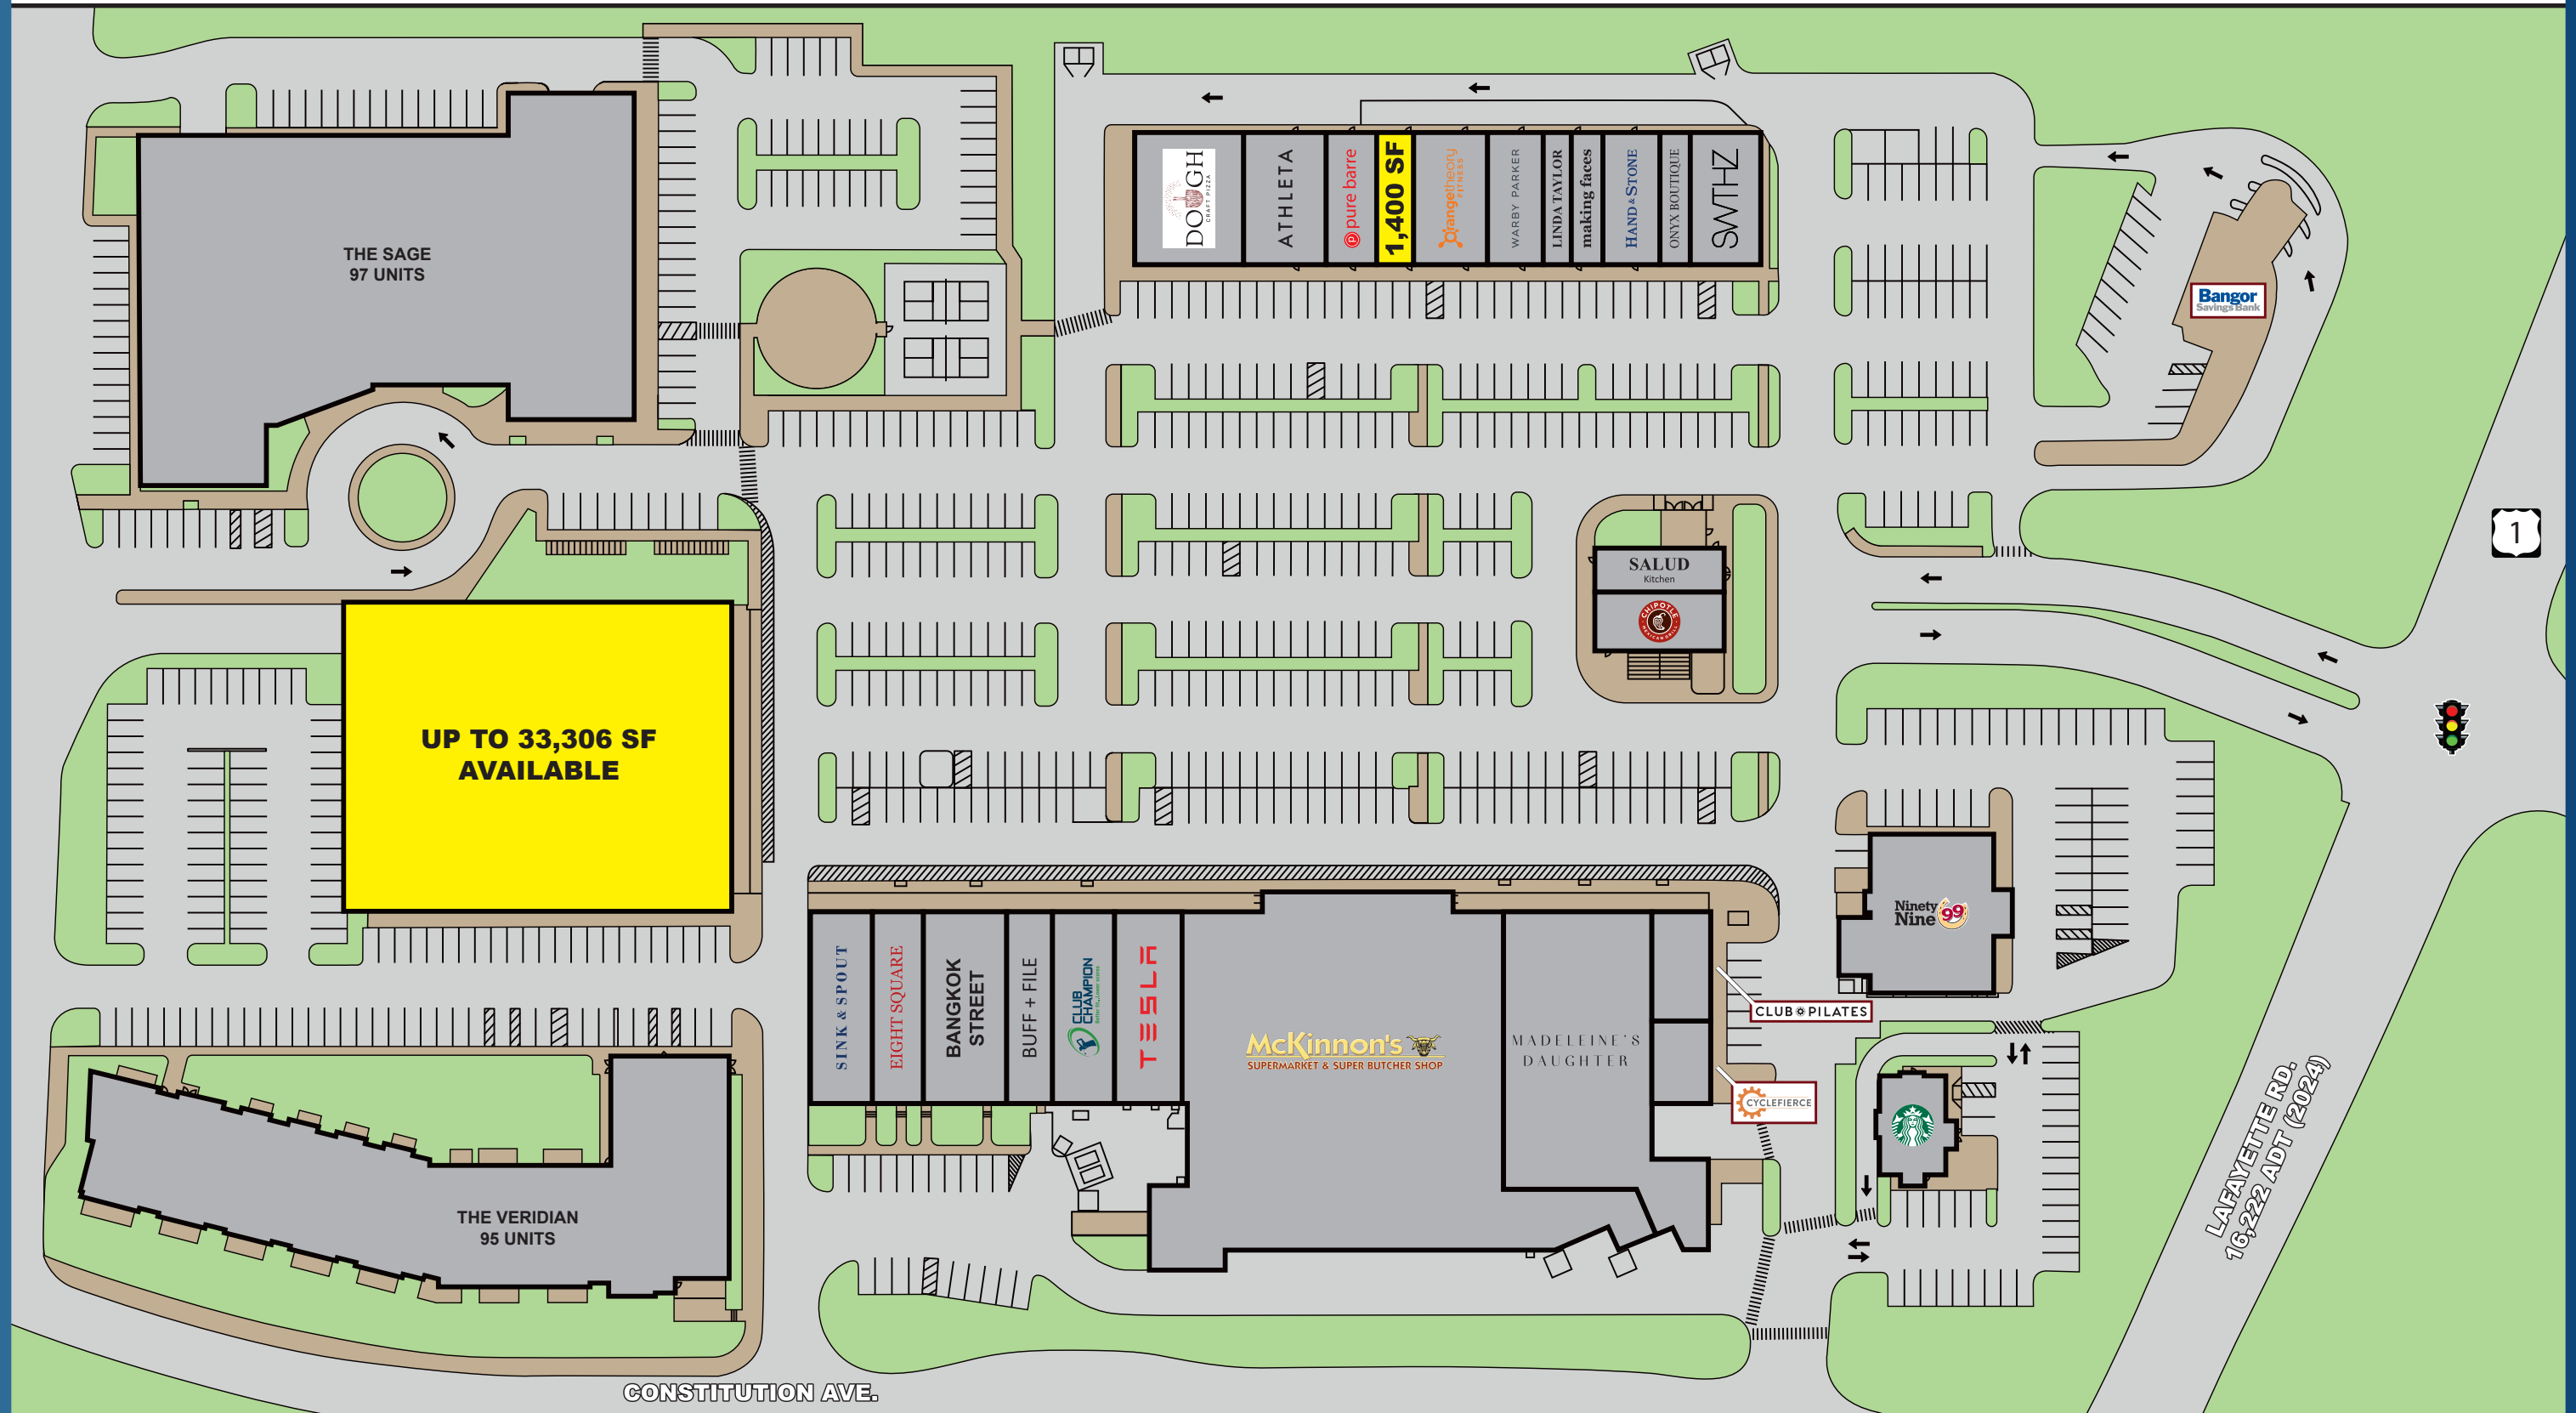 THE SAGE
97 UNITS
DOUGH
CRAFT PIZZA
ATHLETA
p pure barre
1,400 SF
Orangetheory
FITNESS
WARBY PARKER
LINDA TAYLOR
making faces
HAND & STONE
ONYX BOUTIQUE
SWTHZ
Bangor
Savings Bank
1
SALUD
Kitchen
CHIPOTLE
MEXICAN GRILL
UP TO 33,306 SF
AVAILABLE
Ninety
Nine 99
SINK & SPOUT
EIGHT SQUARE
BANGKOK
STREET
BUFF + FILE
CLUB
CHAMPION
TESLA
McKinnon's
SUPERMARKET & SUPER BUTCHER SHOP
MADELEINE'S
DAUGHTER
CLUB PILATES
CYCLEFIERCE
THE VERIDIAN
95 UNITS
LAFAYETTE RD.
16,222 ADT (2024)
CONSTITUTION AVE.